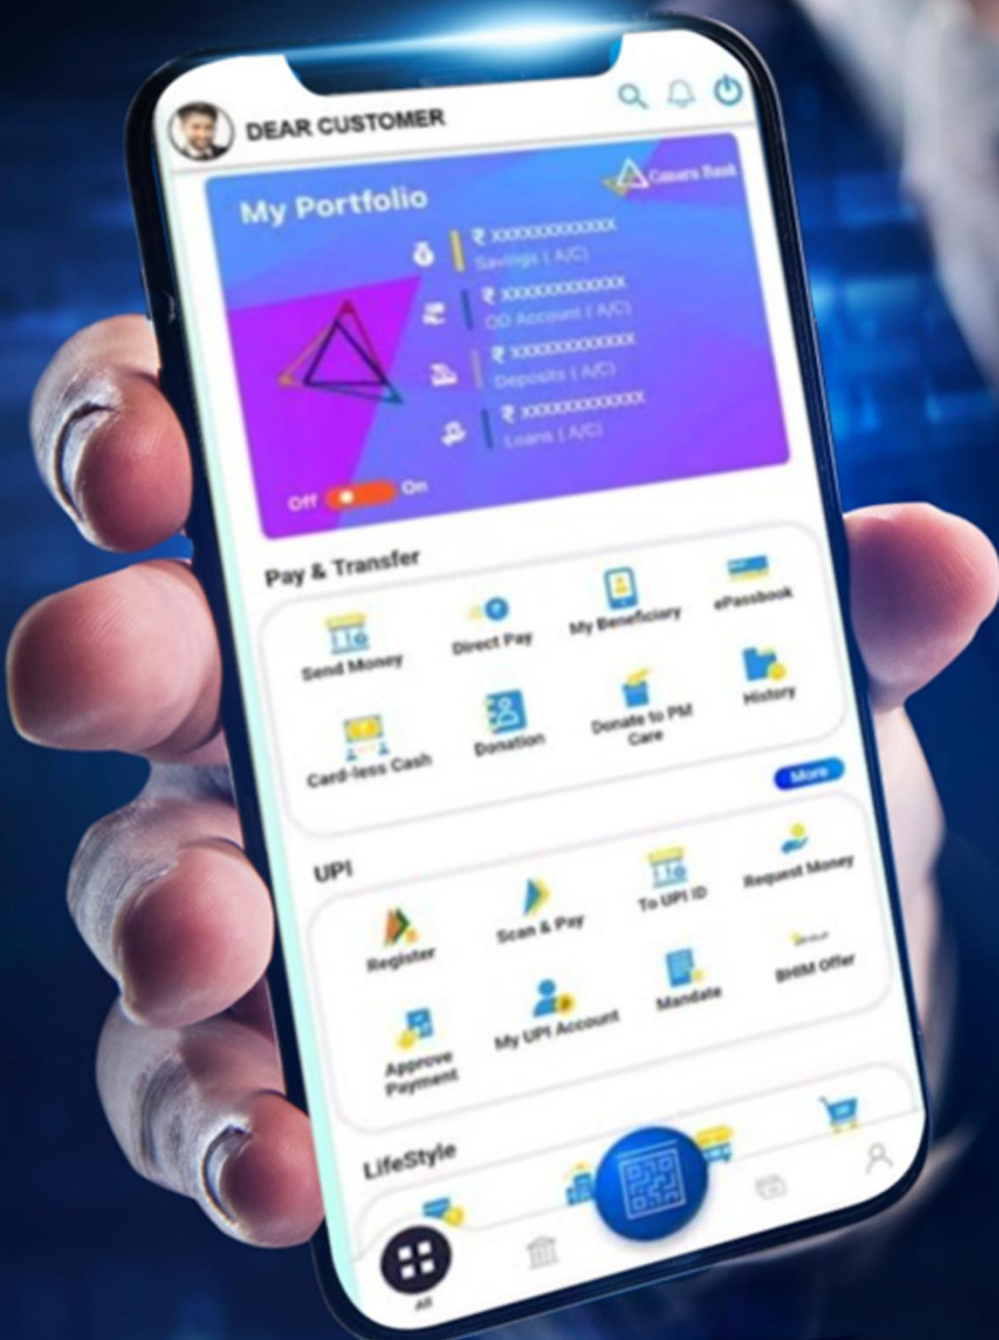 DEAR CUSTOMER
My Portfolio
Canara Bank
₹ XXXXXXXXXXXX
Savings ( A/C)
₹ XXXXXXXXXXXX
OD Account ( A/C)
₹ XXXXXXXXXXXX
Deposits ( A/C)
₹ XXXXXXXXXXXX
Loans ( A/C)
Off On
Pay & Transfer
Send Money
Direct Pay
My Beneficiary
ePassbook
Card-less Cash
Donation
Donate to PM
Care
History
More
UPI
Register
Scan & Pay
To UPI ID
Request Money
Approve
Payment
My UPI Account
Mandate
BHIM Offer
LifeStyle
All